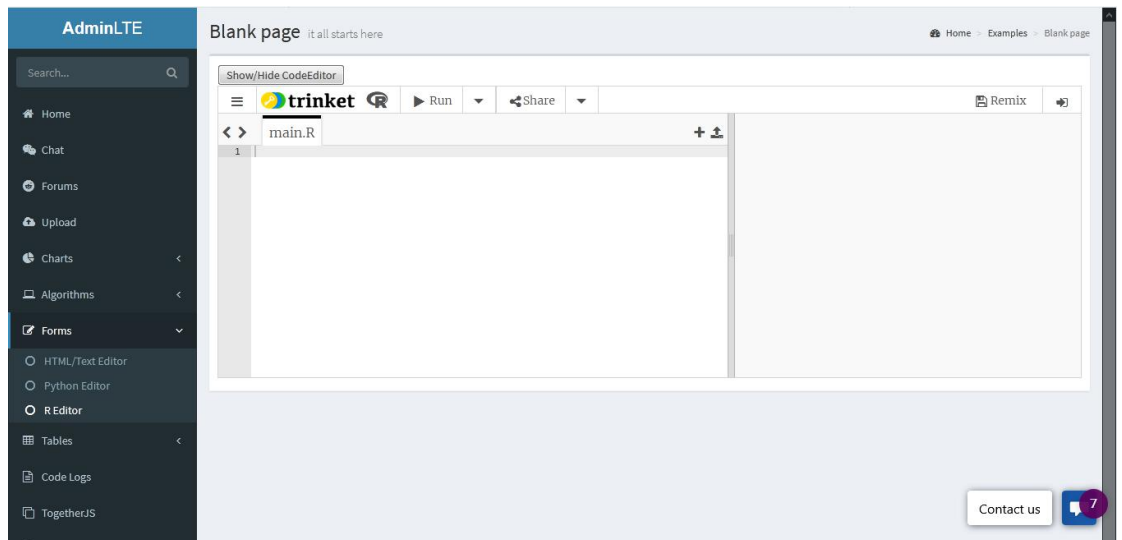 AdminLTE
Blank page it all starts here
Home > Examples > Blank page
Search...
Home
Chat
Forums
Upload
Charts
Algorithms
Forms
HTML/Text Editor
Python Editor
R Editor
Tables
Code Logs
TogetherJS
Show/Hide CodeEditor
trinket R Run Share Remix
main.R
1
Contact us 7